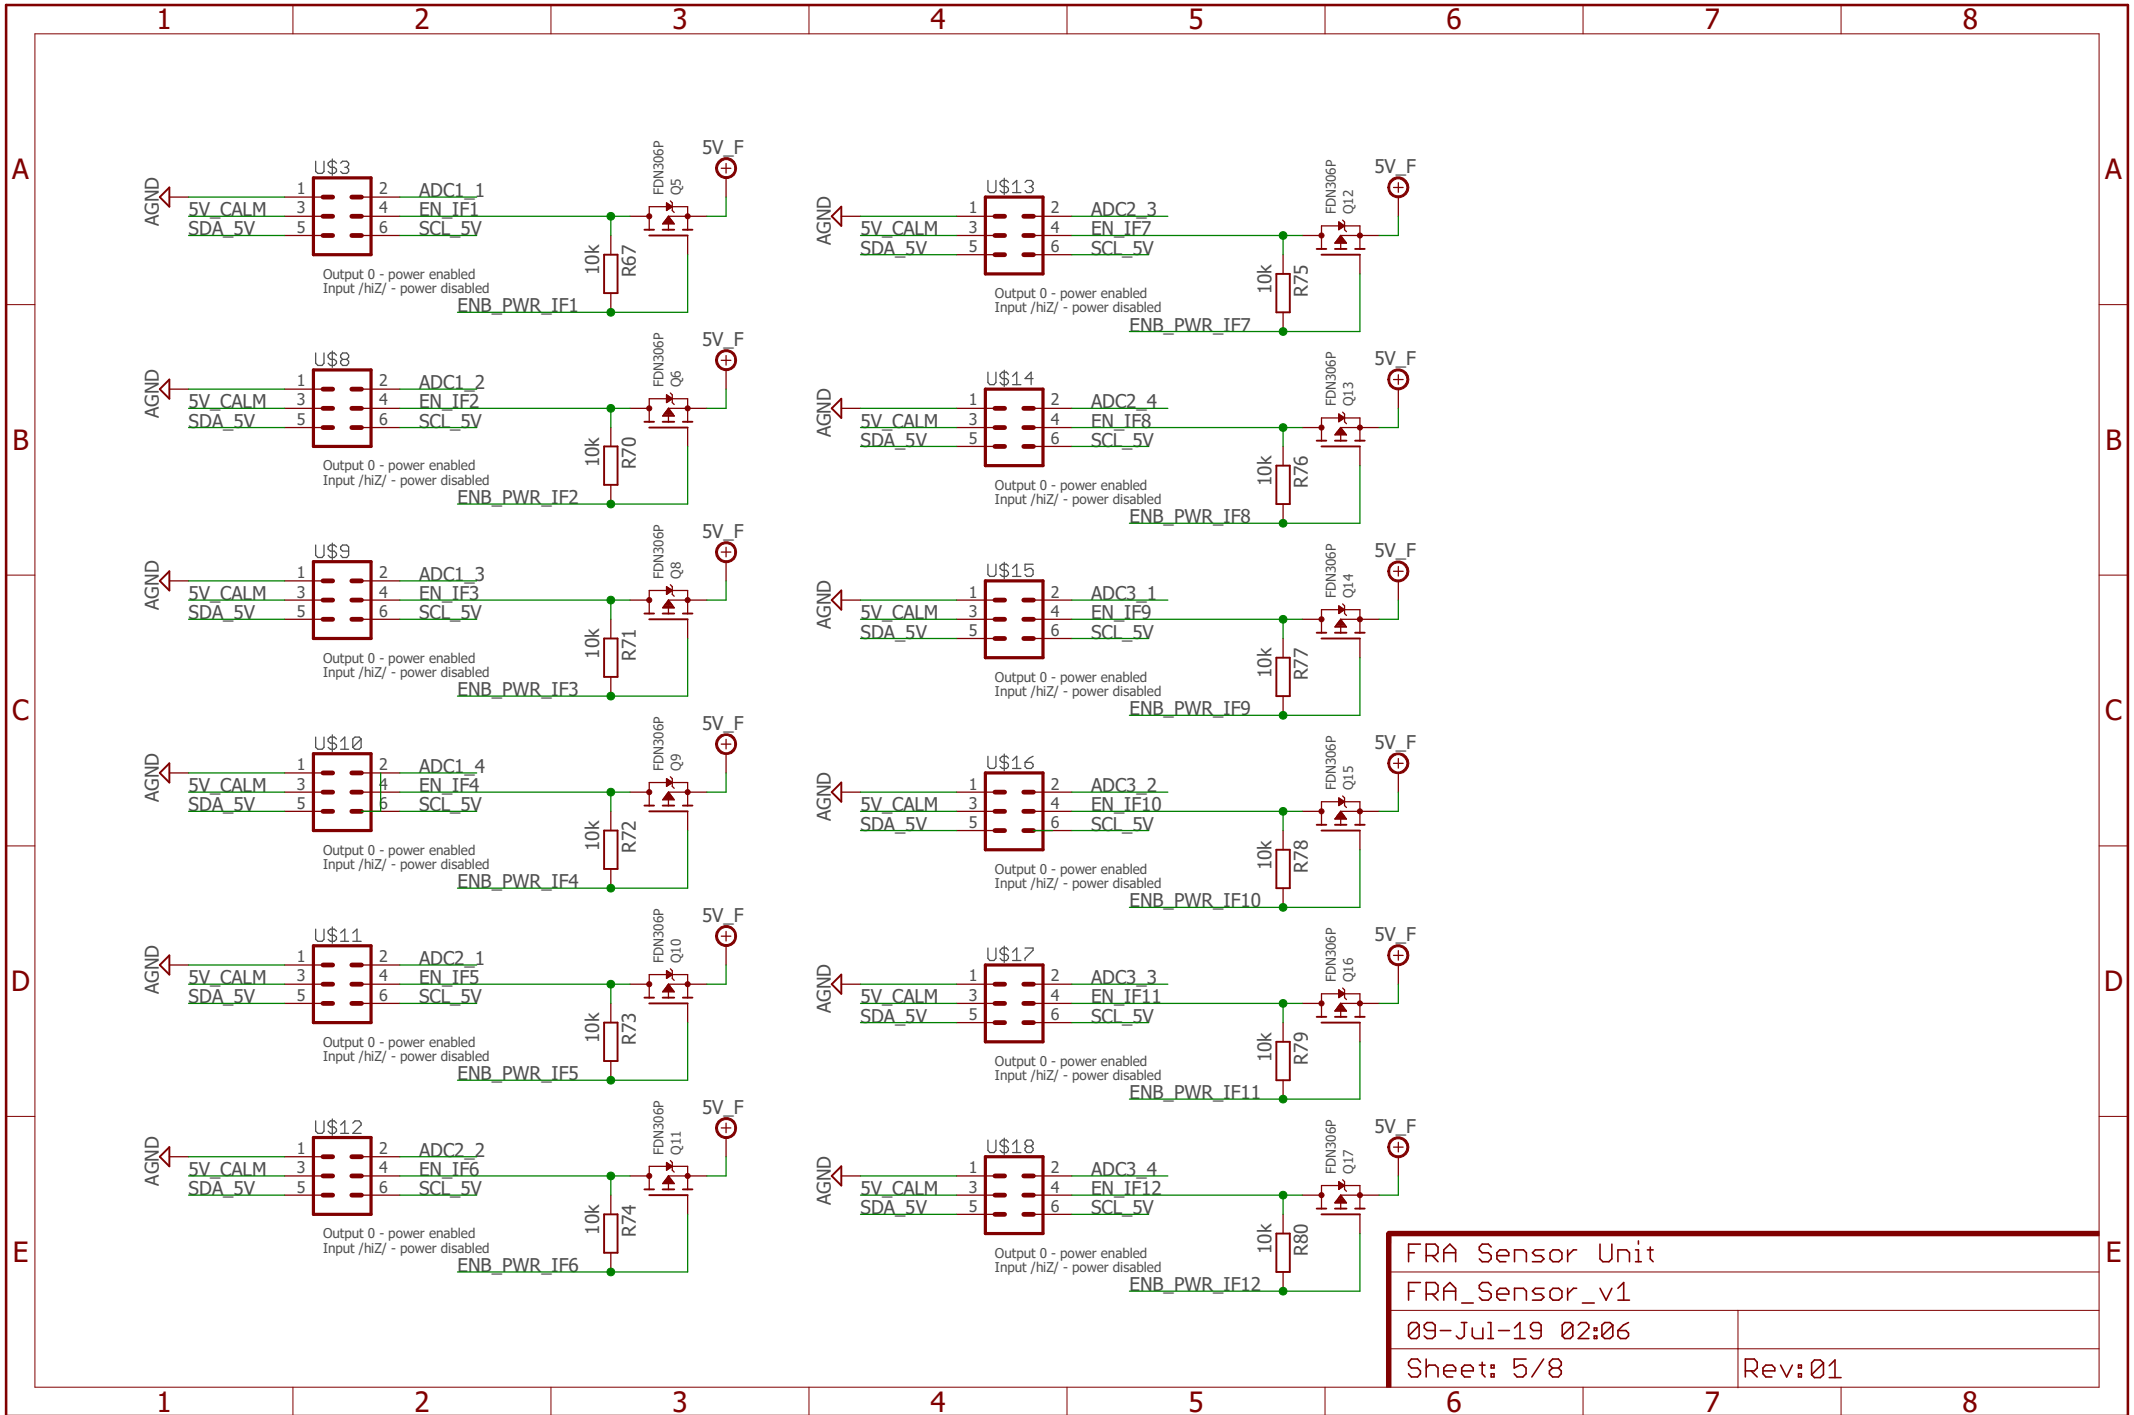 1 2 3 4 5 6 7 8
A A
B B
C C
D D
E E
U$3
AGND 1 2 ADC1_1
5V_CALM 3 4 EN_IF1
SDA_5V 5 6 SCL_5V
FDN306P Q5 5V_F
10k R67
Output 0 - power enabled
Input /hiZ/ - power disabled
ENB_PWR_IF1
U$8
AGND 1 2 ADC1_2
5V_CALM 3 4 EN_IF2
SDA_5V 5 6 SCL_5V
FDN306P Q6 5V_F
10k R70
Output 0 - power enabled
Input /hiZ/ - power disabled
ENB_PWR_IF2
U$9
AGND 1 2 ADC1_3
5V_CALM 3 4 EN_IF3
SDA_5V 5 6 SCL_5V
FDN306P Q8 5V_F
10k R71
Output 0 - power enabled
Input /hiZ/ - power disabled
ENB_PWR_IF3
U$10
AGND 1 2 ADC1_4
5V_CALM 3 4 EN_IF4
SDA_5V 5 6 SCL_5V
FDN306P Q9 5V_F
10k R72
Output 0 - power enabled
Input /hiZ/ - power disabled
ENB_PWR_IF4
U$11
AGND 1 2 ADC2_1
5V_CALM 3 4 EN_IF5
SDA_5V 5 6 SCL_5V
FDN306P Q10 5V_F
10k R73
Output 0 - power enabled
Input /hiZ/ - power disabled
ENB_PWR_IF5
U$12
AGND 1 2 ADC2_2
5V_CALM 3 4 EN_IF6
SDA_5V 5 6 SCL_5V
FDN306P Q11 5V_F
10k R74
Output 0 - power enabled
Input /hiZ/ - power disabled
ENB_PWR_IF6
U$13
AGND 1 2 ADC2_3
5V_CALM 3 4 EN_IF7
SDA_5V 5 6 SCL_5V
FDN306P Q12 5V_F
10k R75
Output 0 - power enabled
Input /hiZ/ - power disabled
ENB_PWR_IF7
U$14
AGND 1 2 ADC2_4
5V_CALM 3 4 EN_IF8
SDA_5V 5 6 SCL_5V
FDN306P Q13 5V_F
10k R76
Output 0 - power enabled
Input /hiZ/ - power disabled
ENB_PWR_IF8
U$15
AGND 1 2 ADC3_1
5V_CALM 3 4 EN_IF9
SDA_5V 5 6 SCL_5V
FDN306P Q14 5V_F
10k R77
Output 0 - power enabled
Input /hiZ/ - power disabled
ENB_PWR_IF9
U$16
AGND 1 2 ADC3_2
5V_CALM 3 4 EN_IF10
SDA_5V 5 6 SCL_5V
FDN306P Q15 5V_F
10k R78
Output 0 - power enabled
Input /hiZ/ - power disabled
ENB_PWR_IF10
U$17
AGND 1 2 ADC3_3
5V_CALM 3 4 EN_IF11
SDA_5V 5 6 SCL_5V
FDN306P Q16 5V_F
10k R79
Output 0 - power enabled
Input /hiZ/ - power disabled
ENB_PWR_IF11
U$18
AGND 1 2 ADC3_4
5V_CALM 3 4 EN_IF12
SDA_5V 5 6 SCL_5V
FDN306P Q17 5V_F
10k R80
Output 0 - power enabled
Input /hiZ/ - power disabled
ENB_PWR_IF12
FRA Sensor Unit
FRA_Sensor_v1
09-Jul-19 02:06
Sheet: 5/8 Rev:01
1 2 3 4 5 6 7 8